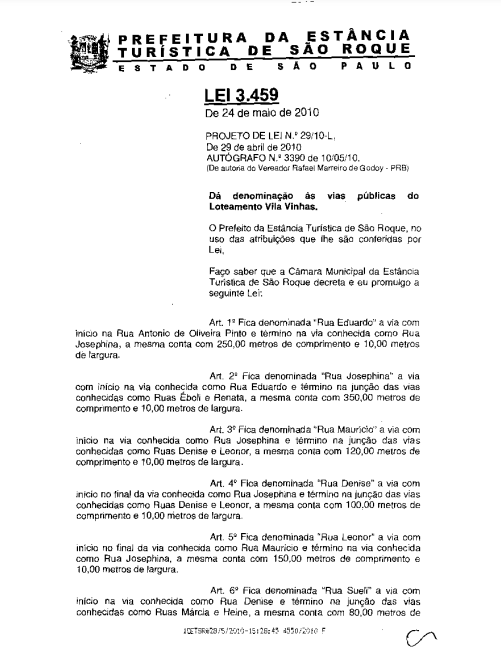 PREFEITURA DA ESTÂNCIA
TURÍSTICA DE SÃO ROQUE
ESTADO DE SÃO PAULO
LEI 3.459
De 24 de maio de 2010
PROJETO DE LEI N.º 29/10-L,
De 29 de abril de 2010
AUTÓGRAFO N.º 3390 de 10/05/10.
(De autoria do Vereador Rafael Marreiro de Godoy - PRB)
Dá denominação às vias públicas do
Loteamento Vila Vinhas.
O Prefeito da Estância Turística de São Roque, no
uso das atribuições que lhe são conferidas por
Lei,
Faço saber que a Câmara Municipal da Estância
Turística de São Roque decreta e eu promulgo a
seguinte Lei:
Art. 1º Fica denominada "Rua Eduardo" a via com
início na Rua Antonio de Oliveira Pinto e término na via conhecida como Rua
Josephina, a mesma conta com 250,00 metros de comprimento e 10,00 metros
de largura.
Art. 2º Fica denominada "Rua Josephina" a via
com início na via conhecida como Rua Eduardo e término na junção das vias
conhecidas como Ruas Éboli e Renata, a mesma conta com 350,00 metros de
comprimento e 10,00 metros de largura.
Art. 3º Fica denominada "Rua Maurício" a via com
início na via conhecida como Rua Josephina e término na junção das vias
conhecidas como Ruas Denise e Leonor, a mesma conta com 120,00 metros de
comprimento e 10,00 metros de largura.
Art. 4º Fica denominada "Rua Denise" a via com
início no final da via conhecida como Rua Josephina e término na junção das vias
conhecidas como Ruas Denise e Leonor, a mesma conta com 100,00 metros de
comprimento e 10,00 metros de largura.
Art. 5º Fica denominada "Rua Leonor" a via com
início no final da via conhecida como Rua Maurício e término na via conhecida
como Rua Josephina, a mesma conta com 150,00 metros de comprimento e
10,00 metros de largura.
Art. 6º Fica denominada "Rua Sueli" a via com
início na via conhecida como Rua Denise e término na junção das vias
conhecidas como Ruas Márcia e Heine, a mesma conta com 80,00 metros de
4550/2010 F